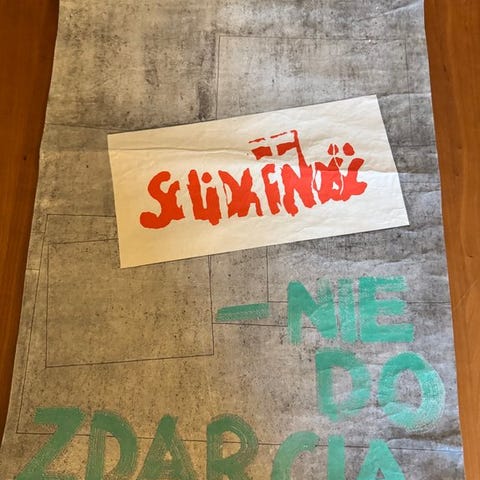 SOLIDARNOŚĆ
– NIE
DO
ZDARCIA